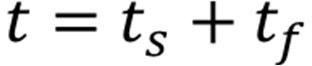 t = t_s + t_f